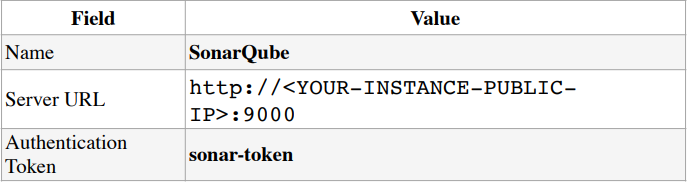 Field Value
Name SonarQube
Server URL http://<YOUR-INSTANCE-PUBLIC-
IP>:9000
Authentication
Token sonar-token